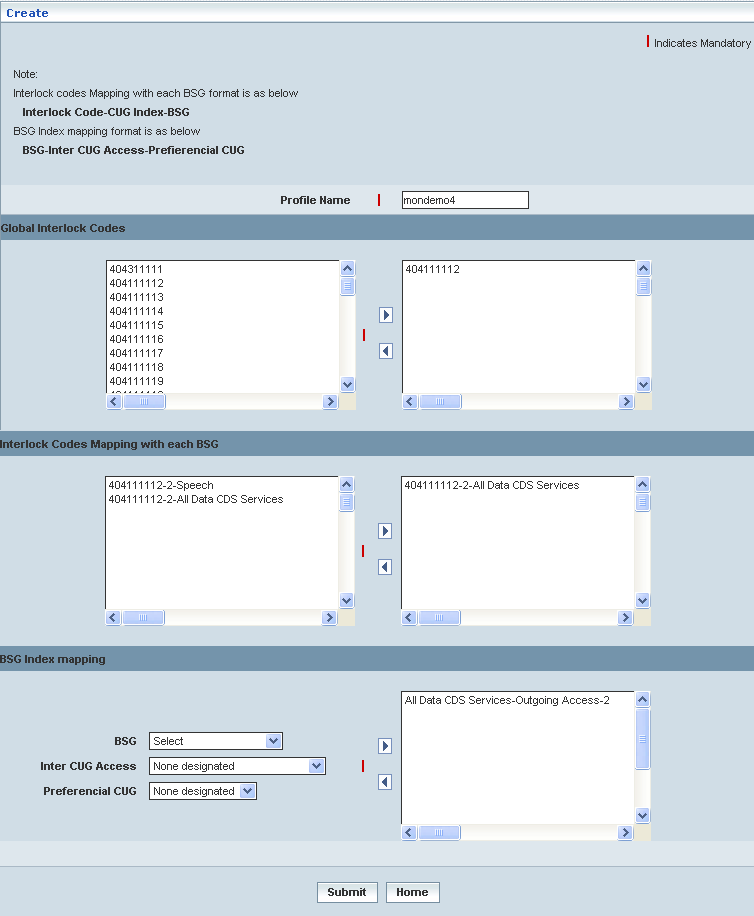 Create
Indicates Mandatory
Note:
Interlock codes Mapping with each BSG format is as below
Interlock Code-CUG Index-BSG
BSG Index mapping format is as below
BSG-Inter CUG Access-Prefierencial CUG
Profile Name mondemo4
Global Interlock Codes
404311111
404111112
404111113
404111114
404111115
404111116
404111117
404111118
404111119
404111112
Interlock Codes Mapping with each BSG
404111112-2-Speech
404111112-2-All Data CDS Services
404111112-2-All Data CDS Services
BSG Index mapping
BSG Select
Inter CUG Access None designated
Preferencial CUG None designated
All Data CDS Services-Outgoing Access-2
Submit Home